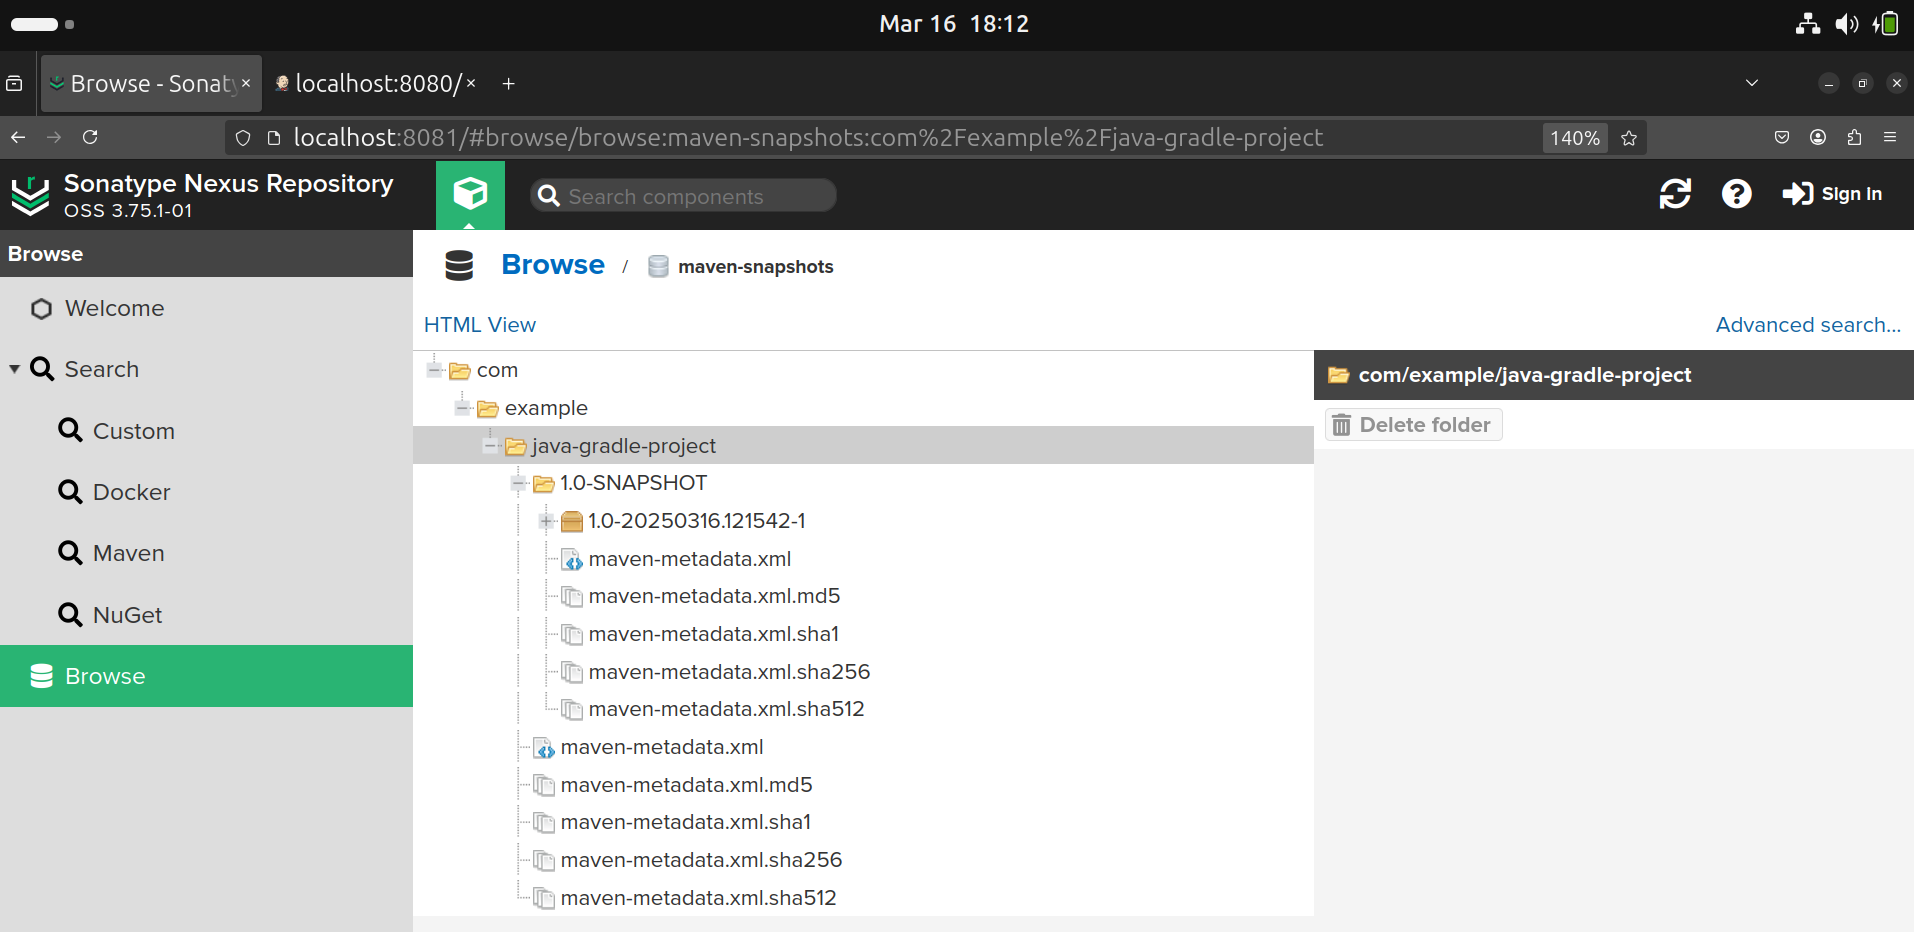 Mar 16 18:12
Browse - Sonaty
localhost:8080/
localhost:8081/#browse/browse:maven-snapshots:com%2Fexample%2Fjava-gradle-project
140%
Sonatype Nexus Repository
OSS 3.75.1-01
Search components
Sign in
Browse
Welcome
Search
Custom
Docker
Maven
NuGet
Browse
Browse / maven-snapshots
HTML View
Advanced search...
com
example
java-gradle-project
1.0-SNAPSHOT
1.0-20250316.121542-1
maven-metadata.xml
maven-metadata.xml.md5
maven-metadata.xml.sha1
maven-metadata.xml.sha256
maven-metadata.xml.sha512
maven-metadata.xml
maven-metadata.xml.md5
maven-metadata.xml.sha1
maven-metadata.xml.sha256
maven-metadata.xml.sha512
com/example/java-gradle-project
Delete folder